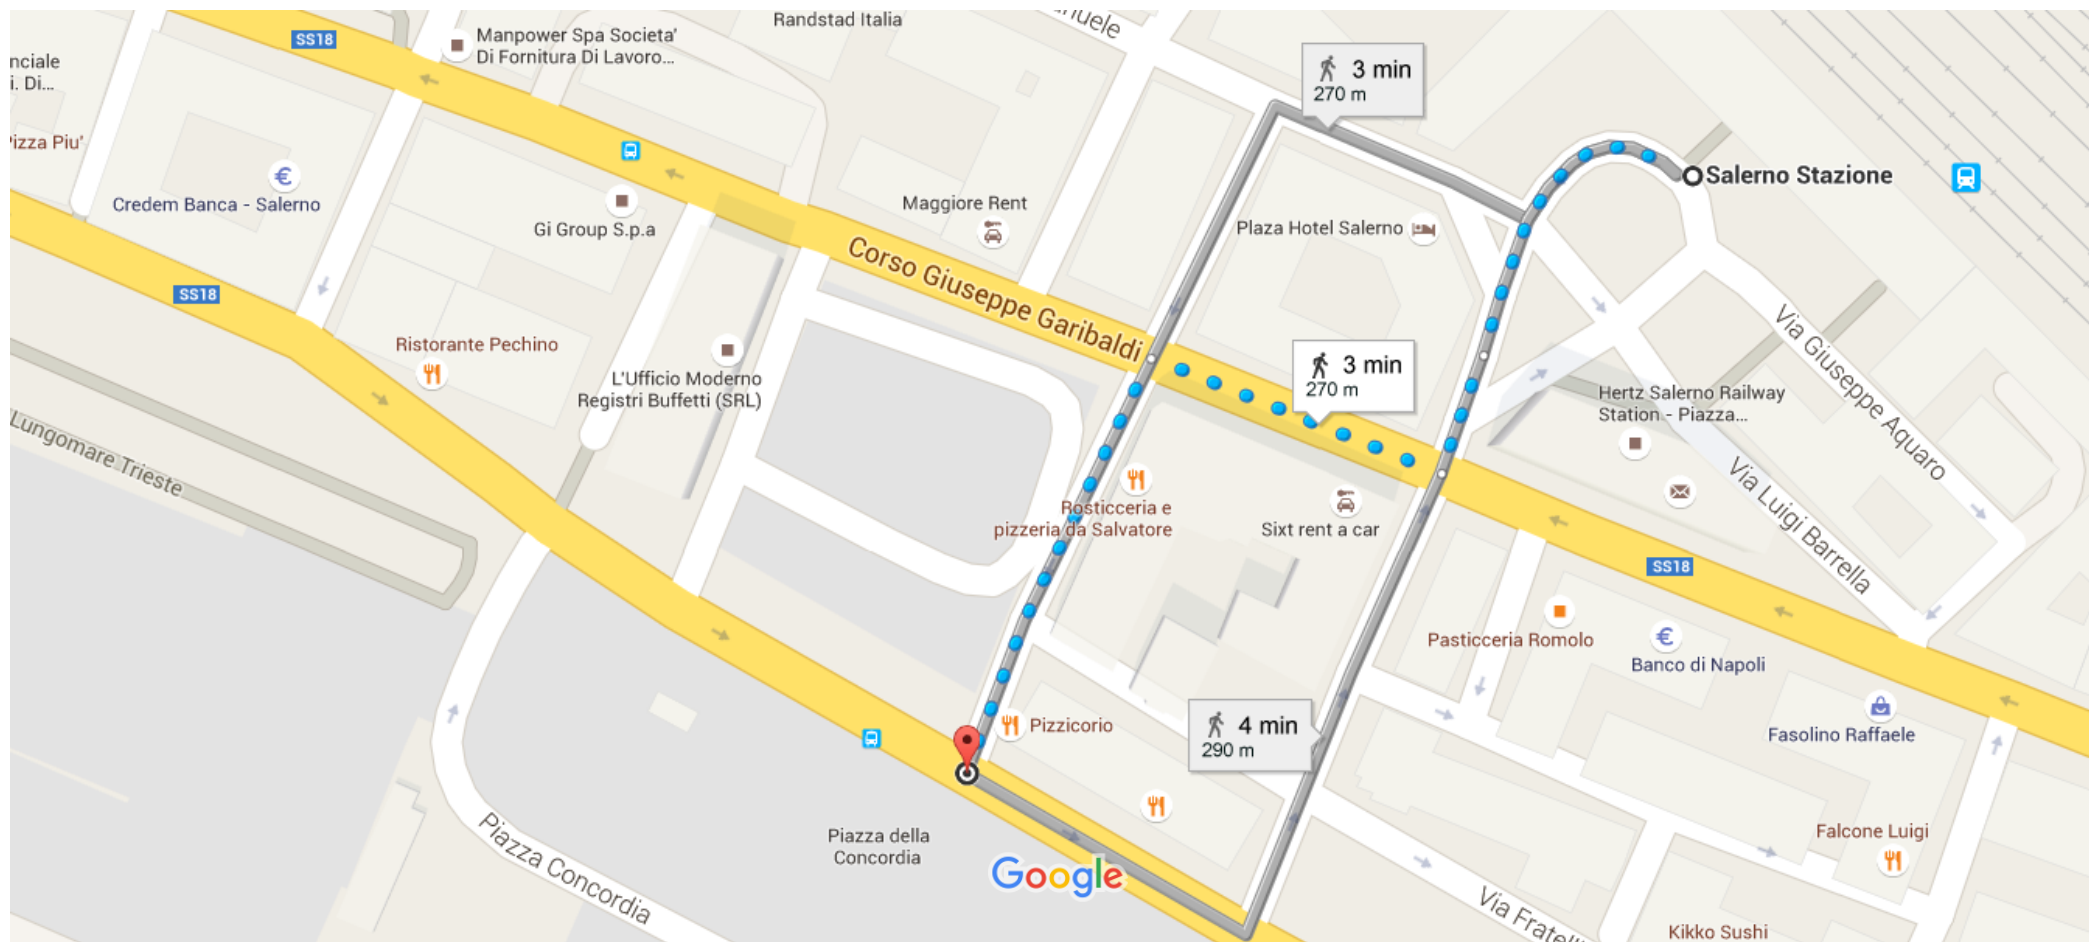 Randstad Italia
nuele
SS18
Manpower Spa Societa'
Di Fornitura Di Lavoro...
nciale
i. Di...
3 min
270 m
Pizza Piu'
Salerno Stazione
Credem Banca - Salerno
Gi Group S.p.a
Maggiore Rent
Plaza Hotel Salerno
Corso Giuseppe Garibaldi
SS18
Ristorante Pechino
L'Ufficio Moderno
Registri Buffetti (SRL)
3 min
270 m
Via Giuseppe Aquaro
Hertz Salerno Railway
Station - Piazza...
Lungomare Trieste
Rosticceria e
pizzeria da Salvatore
Sixt rent a car
Via Luigi Barrella
SS18
Pasticceria Romolo
Banco di Napoli
Pizzicorio
4 min
290 m
Fasolino Raffaele
Piazza della
Concordia
Google
Piazza Concordia
Falcone Luigi
Via Fratelli
Kikko Sushi